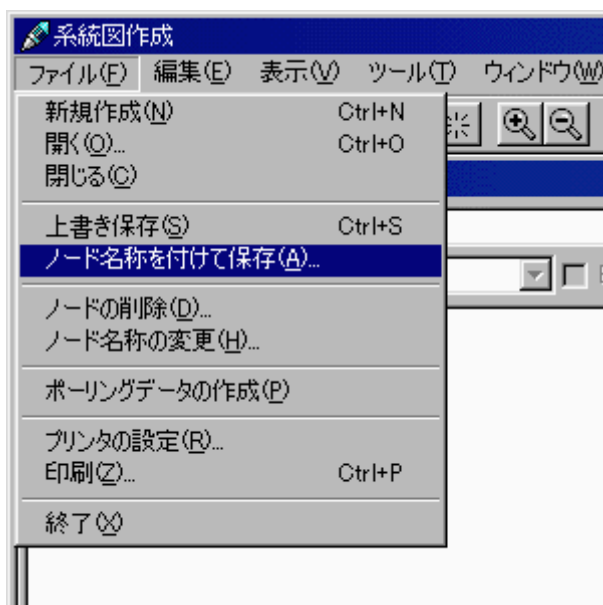 系統図作成
ファイル(F) 編集(E) 表示(V) ツール(T) ウィンドウ(W)
新規作成(N) Ctrl+N
開く(O)... Ctrl+O
閉じる(C)
上書き保存(S) Ctrl+S
ノード名称を付けて保存(A)...
ノードの削除(D)...
ノード名称の変更(H)...
ポーリングデータの作成(P)
プリンタの設定(R)...
印刷(Z)... Ctrl+P
終了(X)